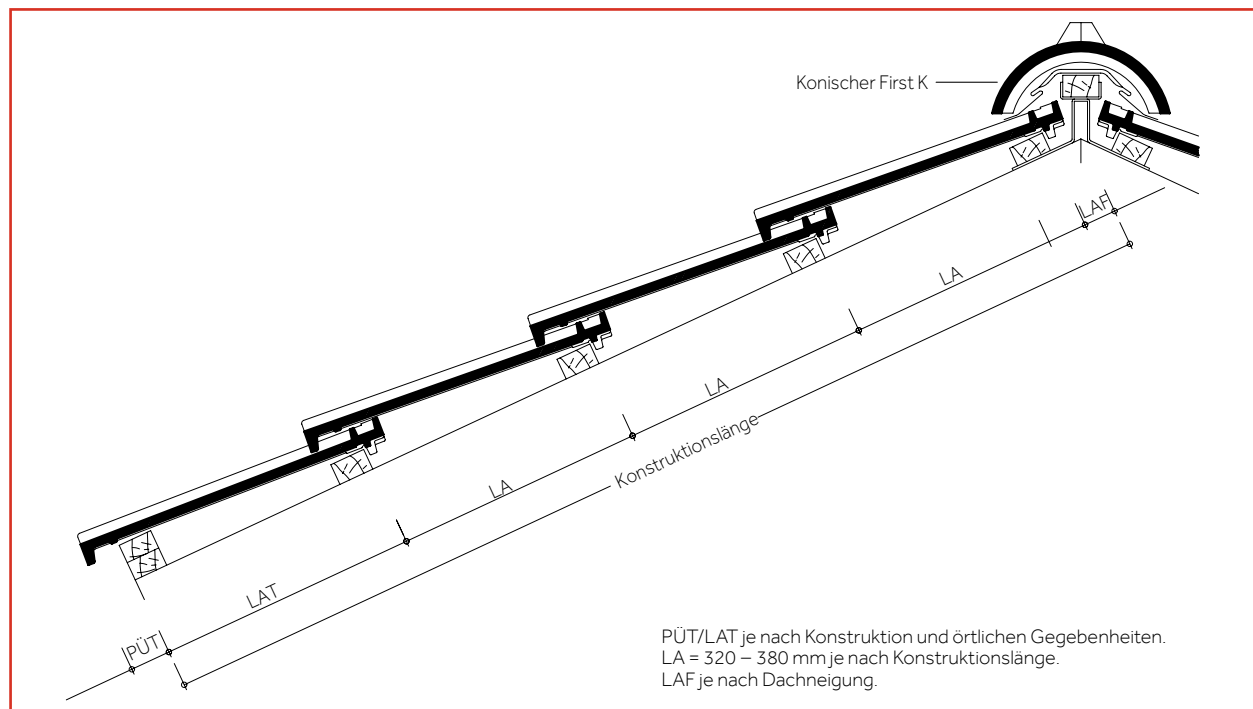 Konischer First K
LAF
LA
LA
Konstruktionslänge
LA
LAT
PÜT
PÜT/LAT je nach Konstruktion und örtlichen Gegebenheiten.
LA = 320 – 380 mm je nach Konstruktionslänge.
LAF je nach Dachneigung.